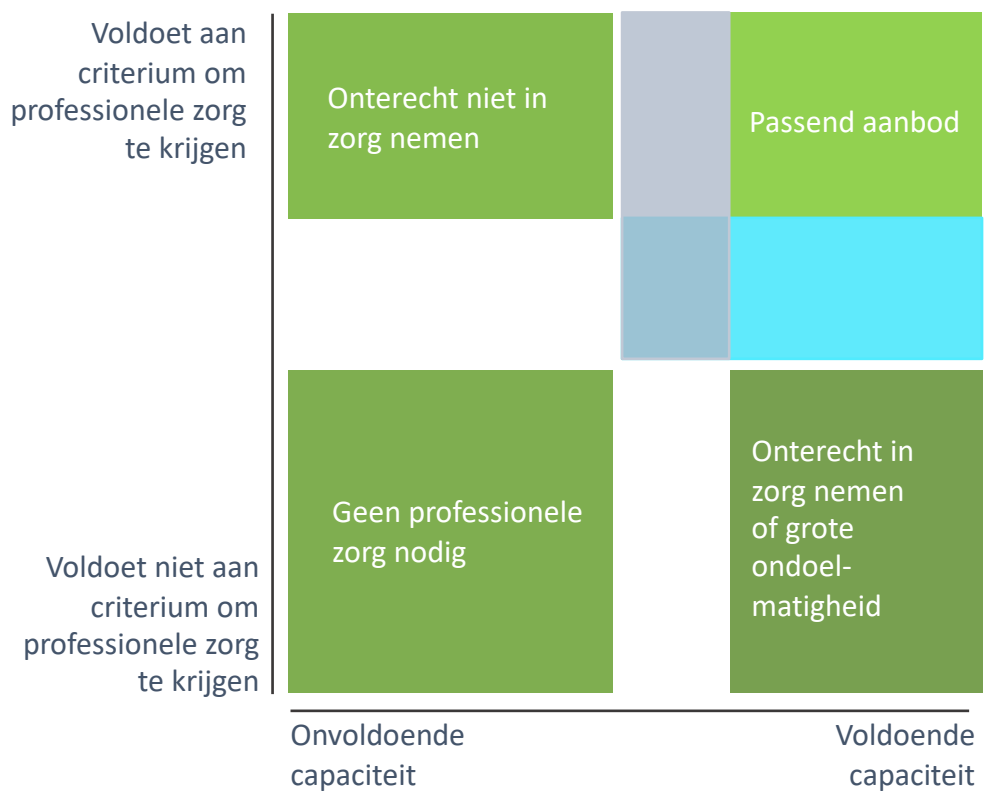 Voldoet aan
criterium om
professionele zorg
te krijgen
Onterecht niet in
zorg nemen
Passend aanbod
Geen professionele
zorg nodig
Onterecht in
zorg nemen
of grote
ondoel-
matigheid
Voldoet niet aan
criterium om
professionele zorg
te krijgen
Onvoldoende
capaciteit
Voldoende
capaciteit